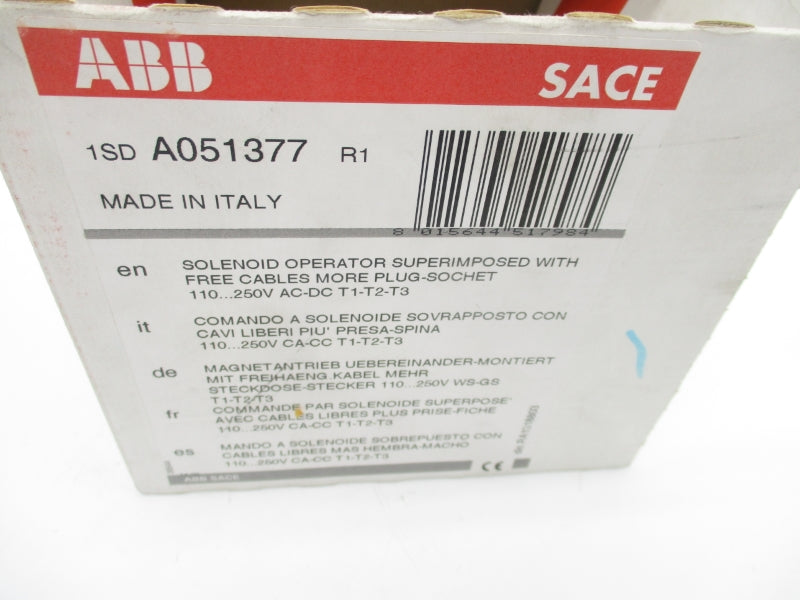 ABB SACE
1SD A051377 R1
MADE IN ITALY
8 015644 517984
en SOLENOID OPERATOR SUPERIMPOSED WITH
FREE CABLES MORE PLUG-SOCHET
110...250V AC-DC T1-T2-T3
it COMANDO A SOLENOIDE SOVRAPPOSTO CON
CAVI LIBERI PIU' PRESA-SPINA
110...250V CA-CC T1-T2-T3
de MAGNETANTRIEB UEBEREINANDER-MONTIERT
MIT FREIHAENG.KABEL MEHR
STECKDOSE-STECKER 110...250V WS-GS
T1-T2/T3
fr COMMANDE PAR SOLENOIDE SUPERPOSE'
AVEC CABLES LIBRES PLUS PRISE-FICHE
110...250V CA-CC T1-T2-T3
es MANDO A SOLENOIDE SOBREPUESTO CON
CABLES LIBRES MAS HEMBRA-MACHO
110...250V CA-CC T1-T2-T3
ABB SACE CE